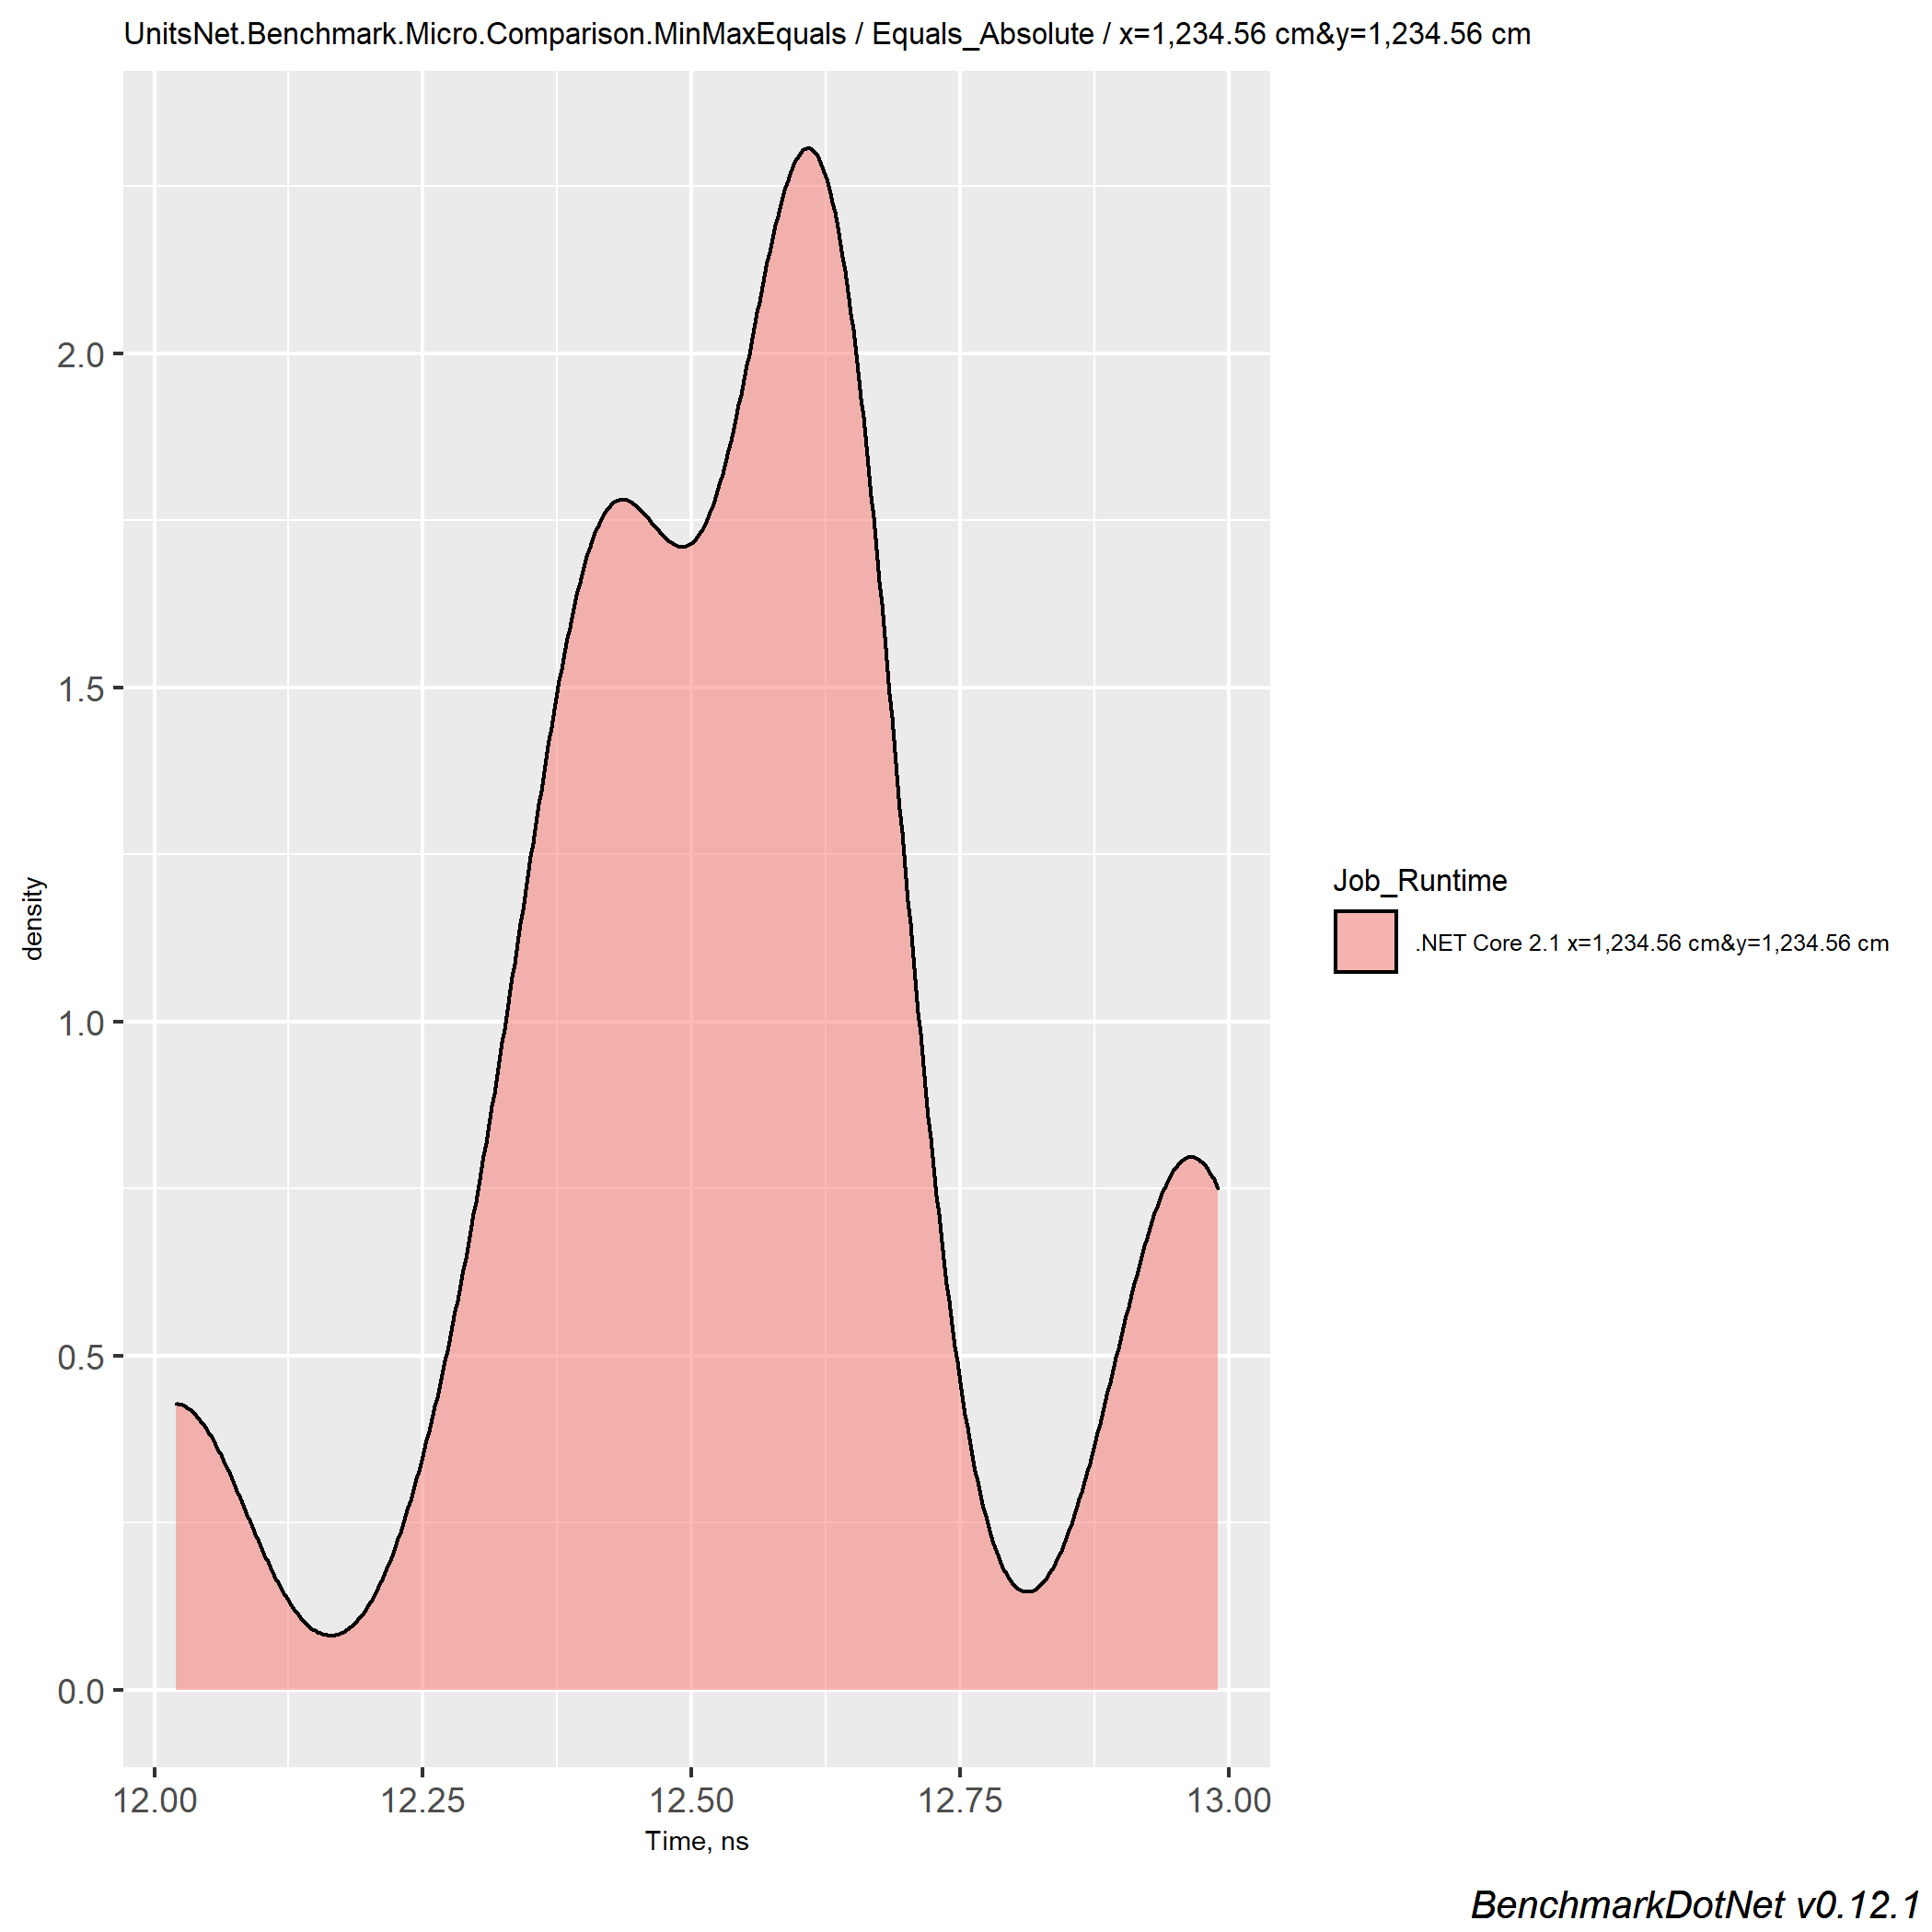 UnitsNet.Benchmark.Micro.Comparison.MinMaxEquals / Equals_Absolute / x=1,234.56 cm&y=1,234.56 cm
2.0
1.5
1.0
0.5
0.0
density
12.00 12.25 12.50 12.75 13.00
Time, ns
Job_Runtime
.NET Core 2.1 x=1,234.56 cm&y=1,234.56 cm
BenchmarkDotNet v0.12.1